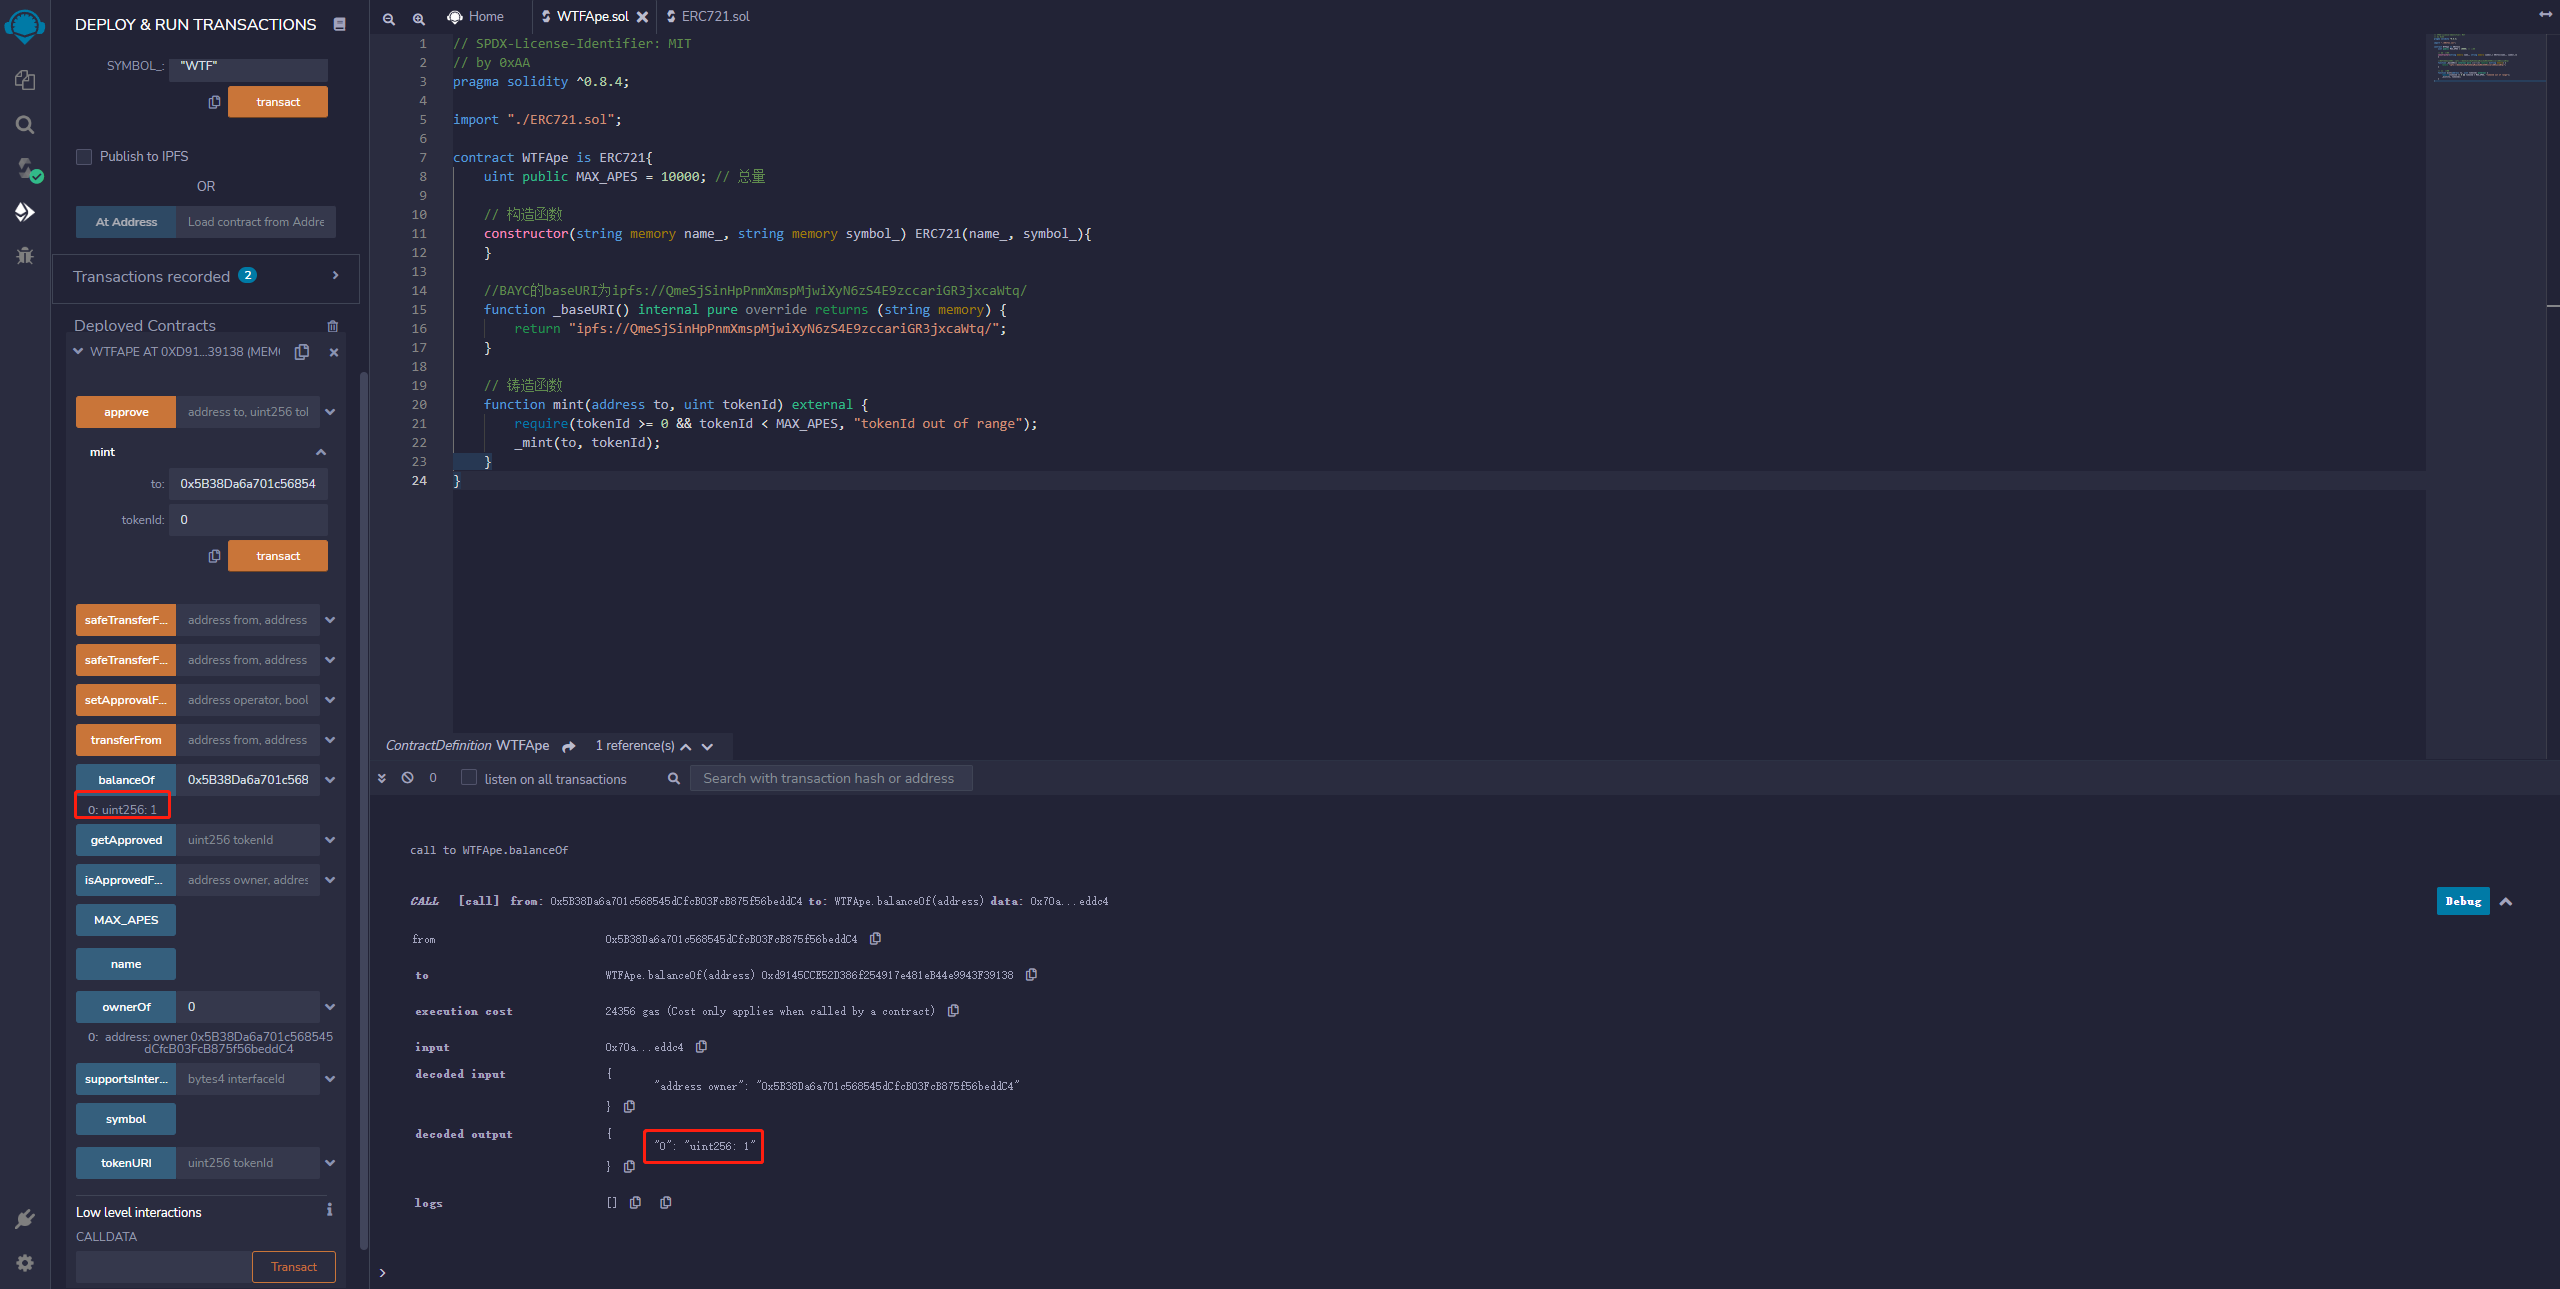 DEPLOY & RUN TRANSACTIONS
SYMBOL_: "WTF"
transact
Publish to IPFS
OR
At Address Load contract from Addre
Transactions recorded 2
Deployed Contracts
WTFAPE AT 0XD91...39138 (MEM
approve address to, uint256 tol
mint
to: 0x5B38Da6a701c56854
tokenId: 0
transact
safeTransferF... address from, address
safeTransferF... address from, address
setApprovalF... address operator, bool
transferFrom address from, address
balanceOf 0x5B38Da6a701c568
0: uint256: 1
getApproved uint256 tokenId
isApprovedF... address owner, addres
MAX_APES
name
ownerOf 0
0: address: owner 0x5B38Da6a701c568545
dCfcB03FcB875f56beddC4
supportsInter... bytes4 interfaceId
symbol
tokenURI uint256 tokenId
Low level interactions
CALLDATA
Transact
Home WTFApe.sol ERC721.sol
1 // SPDX-License-Identifier: MIT
2 // by 0xAA
3 pragma solidity ^0.8.4;
4
5 import "./ERC721.sol";
6
7 contract WTFApe is ERC721{
8 uint public MAX_APES = 10000; // 总量
9
10 // 构造函数
11 constructor(string memory name_, string memory symbol_) ERC721(name_, symbol_){
12 }
13
14 //BAYC的baseURI为ipfs://QmeSjSinHpPnmXmspMjwiXyN6zS4E9zccariGR3jxcaWtq/
15 function _baseURI() internal pure override returns (string memory) {
16 return "ipfs://QmeSjSinHpPnmXmspMjwiXyN6zS4E9zccariGR3jxcaWtq/";
17 }
18
19 // 铸造函数
20 function mint(address to, uint tokenId) external {
21 require(tokenId >= 0 && tokenId < MAX_APES, "tokenId out of range");
22 _mint(to, tokenId);
23 }
24 }
ContractDefinition WTFApe 1 reference(s)
0 listen on all transactions Search with transaction hash or address
call to WTFApe.balanceOf
CALL [call] from: 0x5B38Da6a701c568545dCfcB03FcB875f56beddC4 to: WTFApe.balanceOf(address) data: 0x70a...eddc4
Debug
from 0x5B38Da6a701c568545dCfcB03FcB875f56beddC4
to WTFApe.balanceOf(address) 0xd9145CCE52D386f254917e481eB44e9943F39138
execution cost 24356 gas (Cost only applies when called by a contract)
input 0x70a...eddc4
decoded input {
"address owner": "0x5B38Da6a701c568545dCfcB03FcB875f56beddC4"
}
decoded output {
"0": "uint256: 1"
}
logs []
>